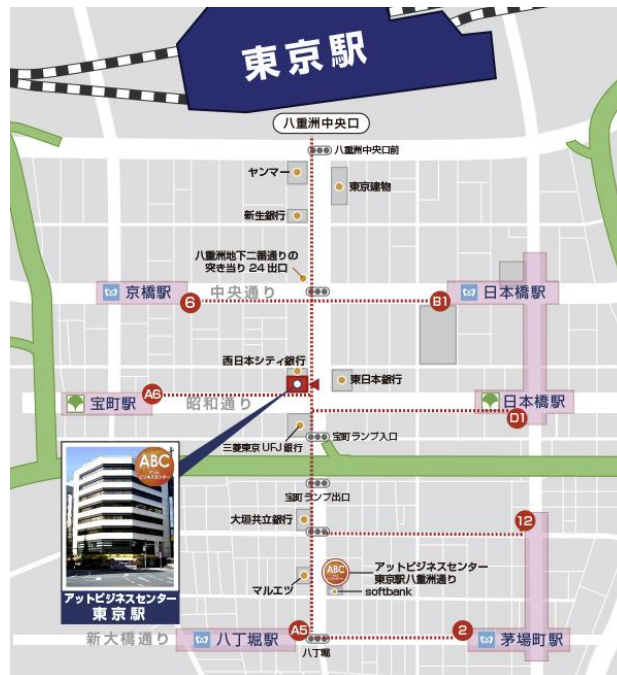 東京駅
八重洲中央口
八重洲中央口前
ヤンマー
東京建物
新生銀行
八重洲地下二番通りの
突き当り 24 出口
京橋駅
6
中央通り
B1
日本橋駅
西日本シティ銀行
東日本銀行
宝町駅
A6
昭和通り
日本橋駅
D1
三菱東京 UFJ 銀行
宝町ランプ入口
ABC
アットビジネスセンター
東京駅
宝町ランプ出口
大垣共立銀行
12
マルエツ
ABC
アットビジネスセンター
東京駅八重洲通り
softbank
新大橋通り
八丁堀駅
A5
八丁堀
2
茅場町駅